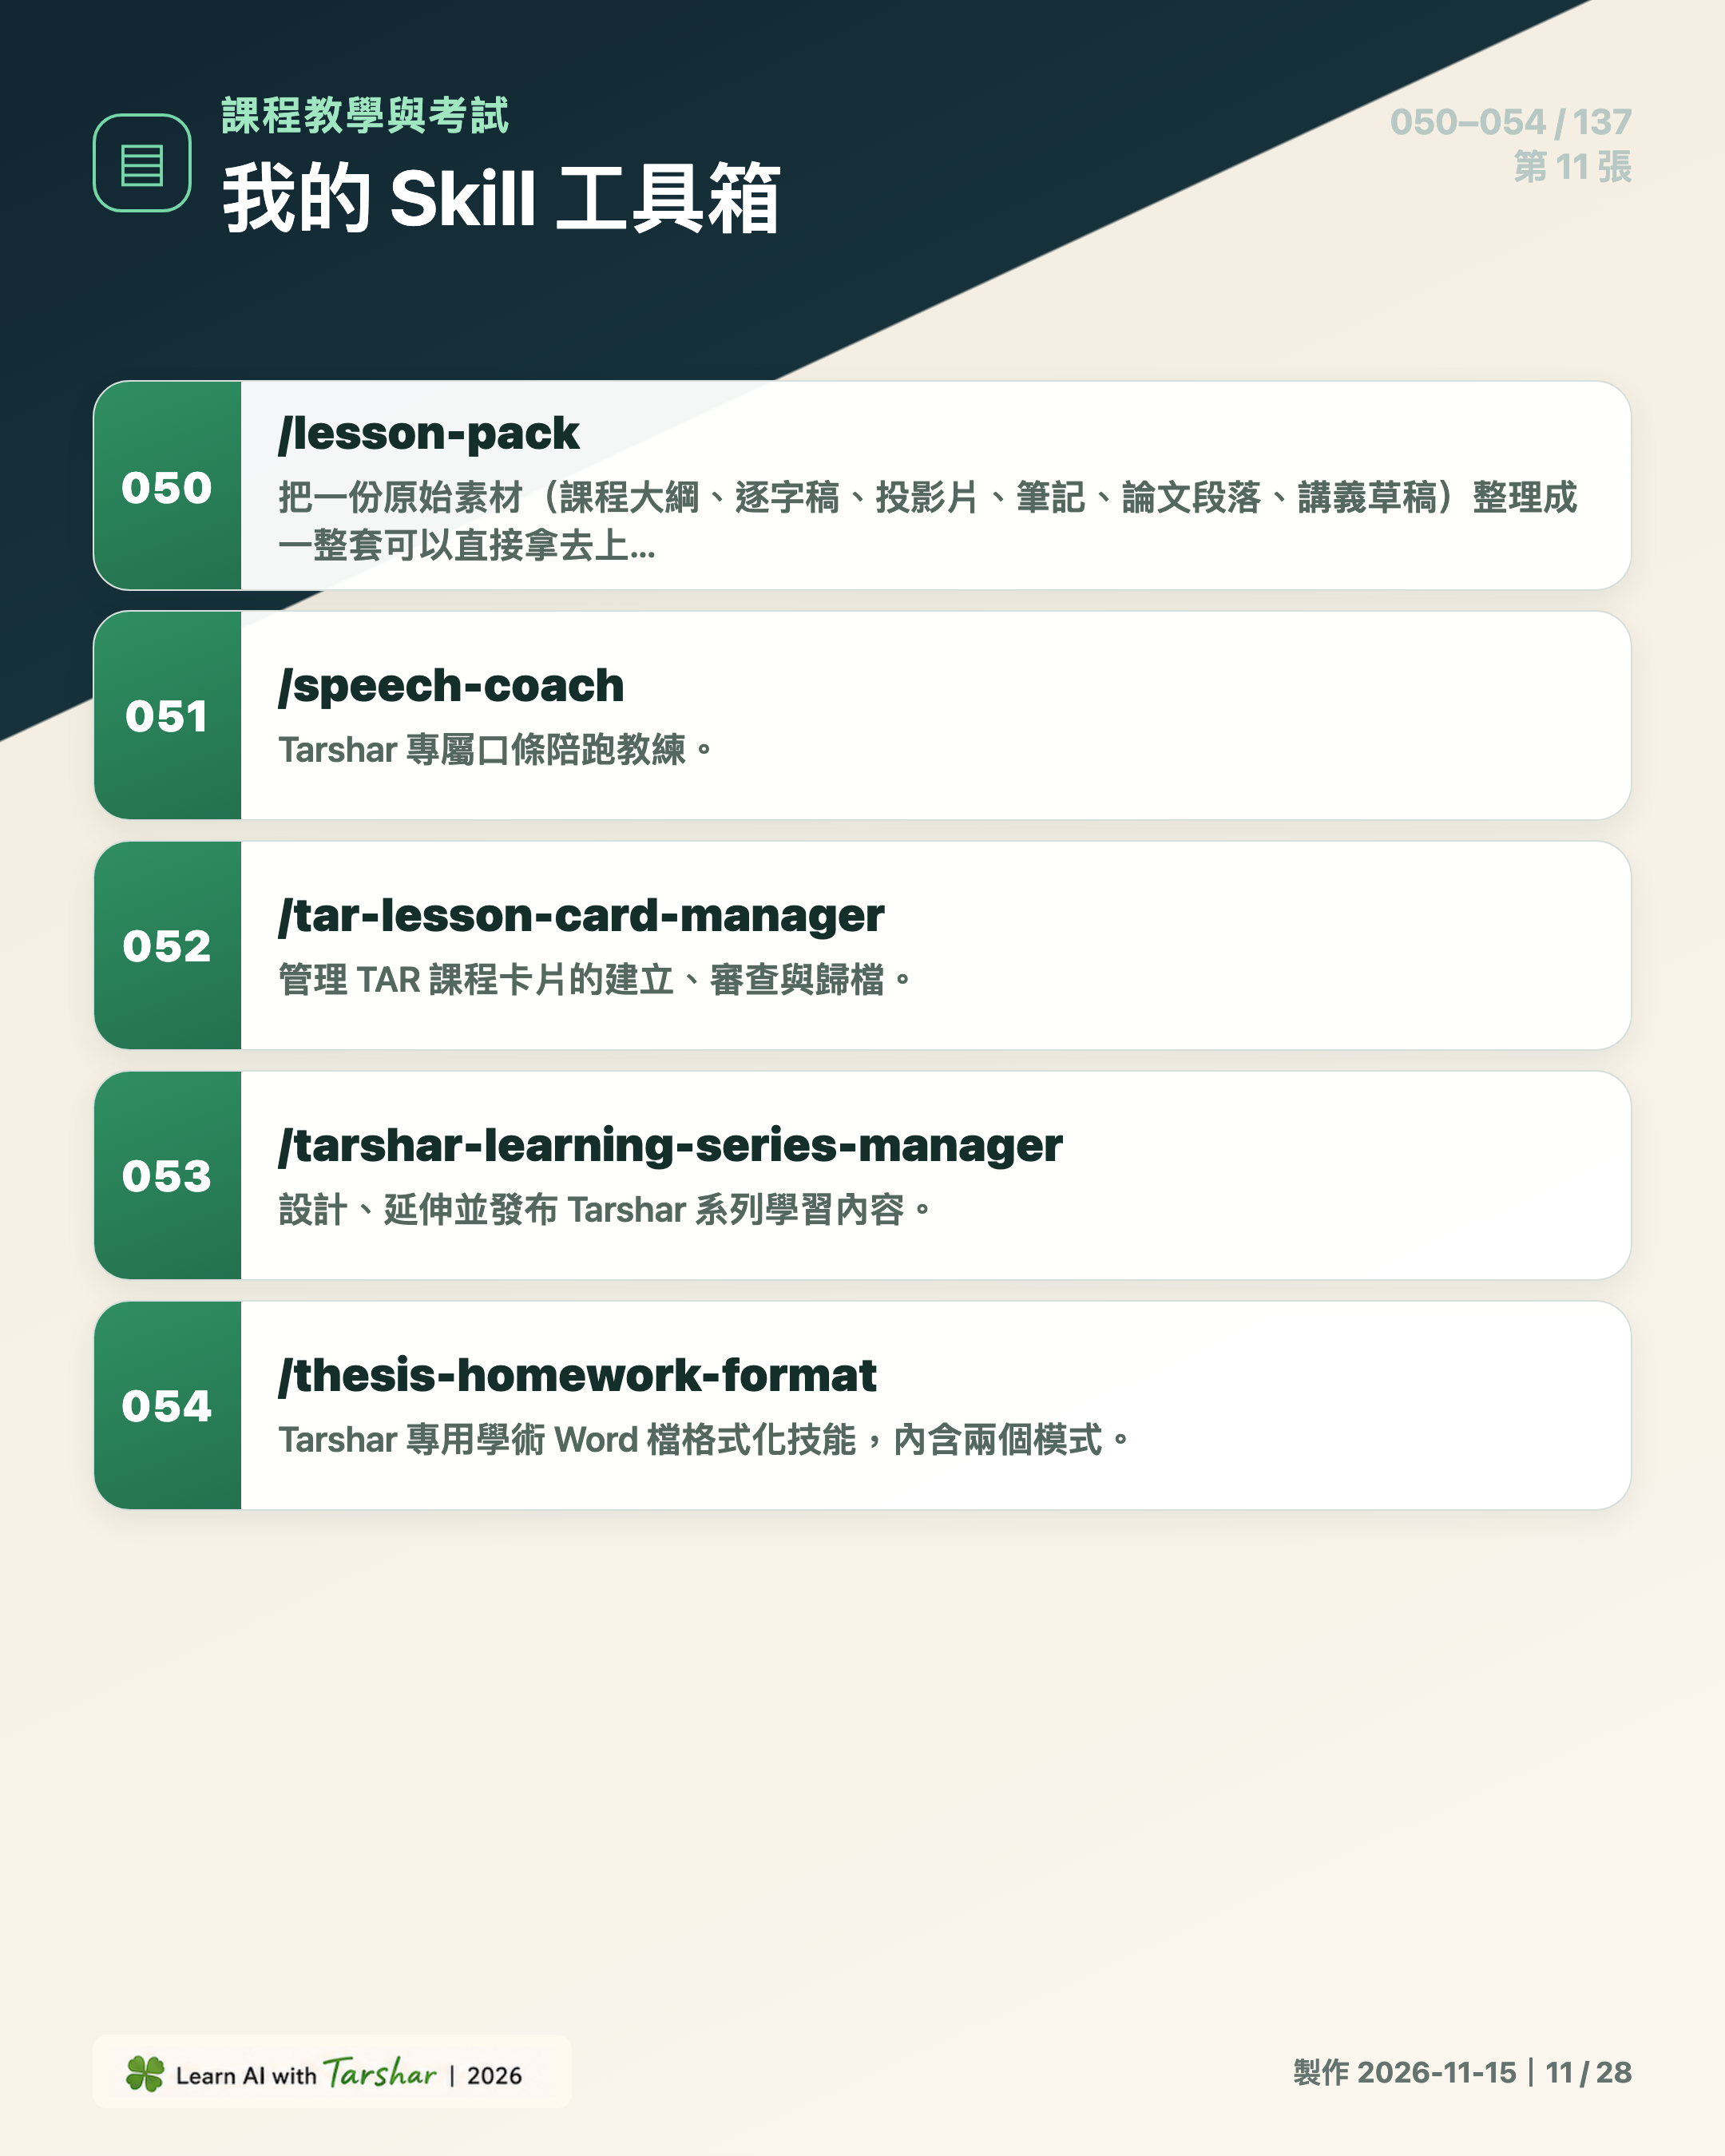 課程教學與考試
我的 Skill 工具箱
050–054 / 137
第 11 張
050
/lesson-pack
把一份原始素材（課程大綱、逐字稿、投影片、筆記、論文段落、講義草稿）整理成
一整套可以直接拿去上...
051
/speech-coach
Tarshar 專屬口條陪跑教練。
052
/tar-lesson-card-manager
管理 TAR 課程卡片的建立、審查與歸檔。
053
/tarshar-learning-series-manager
設計、延伸並發布 Tarshar 系列學習內容。
054
/thesis-homework-format
Tarshar 專用學術 Word 檔格式化技能，內含兩個模式。
Learn AI with Tarshar | 2026
製作 2026-11-15｜11 / 28